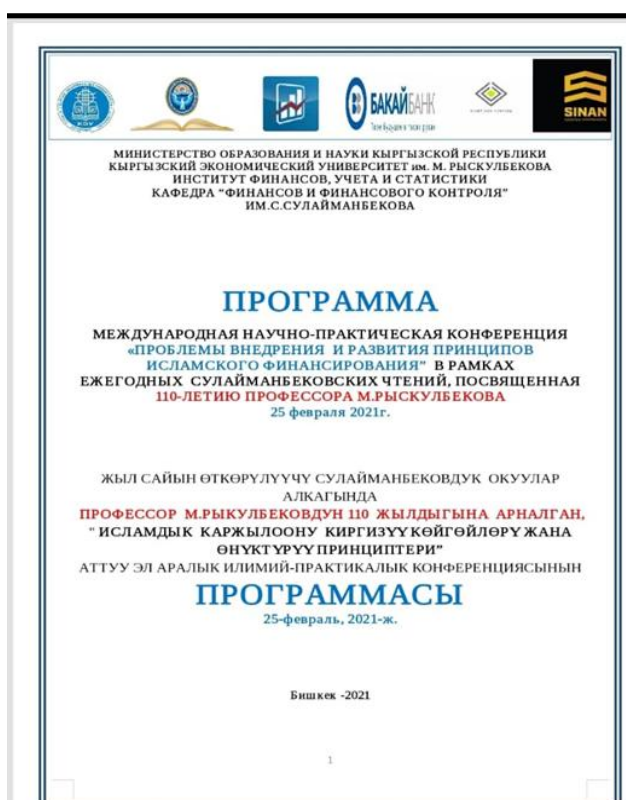 БАКАЙБАНК
SINAN
МИНИСТЕРСТВО ОБРАЗОВАНИЯ И НАУКИ КЫРГЫЗСКОЙ РЕСПУБЛИКИ
КЫРГЫЗСКИЙ ЭКОНОМИЧЕСКИЙ УНИВЕРСИТЕТ им. М. РЫСКУЛБЕКОВА
ИНСТИТУТ ФИНАНСОВ, УЧЕТА И СТАТИСТИКИ
КАФЕДРА “ФИНАНСОВ И ФИНАНСОВОГО КОНТРОЛЯ”
ИМ.С.СУЛАЙМАНБЕКОВА
ПРОГРАММА
МЕЖДУНАРОДНАЯ НАУЧНО-ПРАКТИЧЕСКАЯ КОНФЕРЕНЦИЯ
«ПРОБЛЕМЫ ВНЕДРЕНИЯ И РАЗВИТИЯ ПРИНЦИПОВ
ИСЛАМСКОГО ФИНАНСИРОВАНИЯ” В РАМКАХ
ЕЖЕГОДНЫХ СУЛАЙМАНБЕКОВСКИХ ЧТЕНИЙ, ПОСВЯЩЕННАЯ
110-ЛЕТИЮ ПРОФЕССОРА М.РЫСКУЛБЕКОВА
25 февраля 2021г.
ЖЫЛ САЙЫН ӨТКӨРҮЛҮҮЧҮ СУЛАЙМАНБЕКОВДУК ОКУУЛАР
АЛКАГЫНДА
ПРОФЕССОР М.РЫКУЛБЕКОВДУН 110 ЖЫЛДЫГЫНА АРНАЛГАН,
" ИСЛАМДЫК КАРЖЫЛООНУ КИРГИЗҮҮ КӨЙГӨЙЛӨРҮ ЖАНА
ӨНҮКТҮРҮҮ ПРИНЦИПТЕРИ”
АТТУУ ЭЛ АРАЛЫК ИЛИМИЙ-ПРАКТИКАЛЫК КОНФЕРЕНЦИЯСЫНЫН
ПРОГРАММАСЫ
25-февраль, 2021-ж.
Бишкек -2021
1